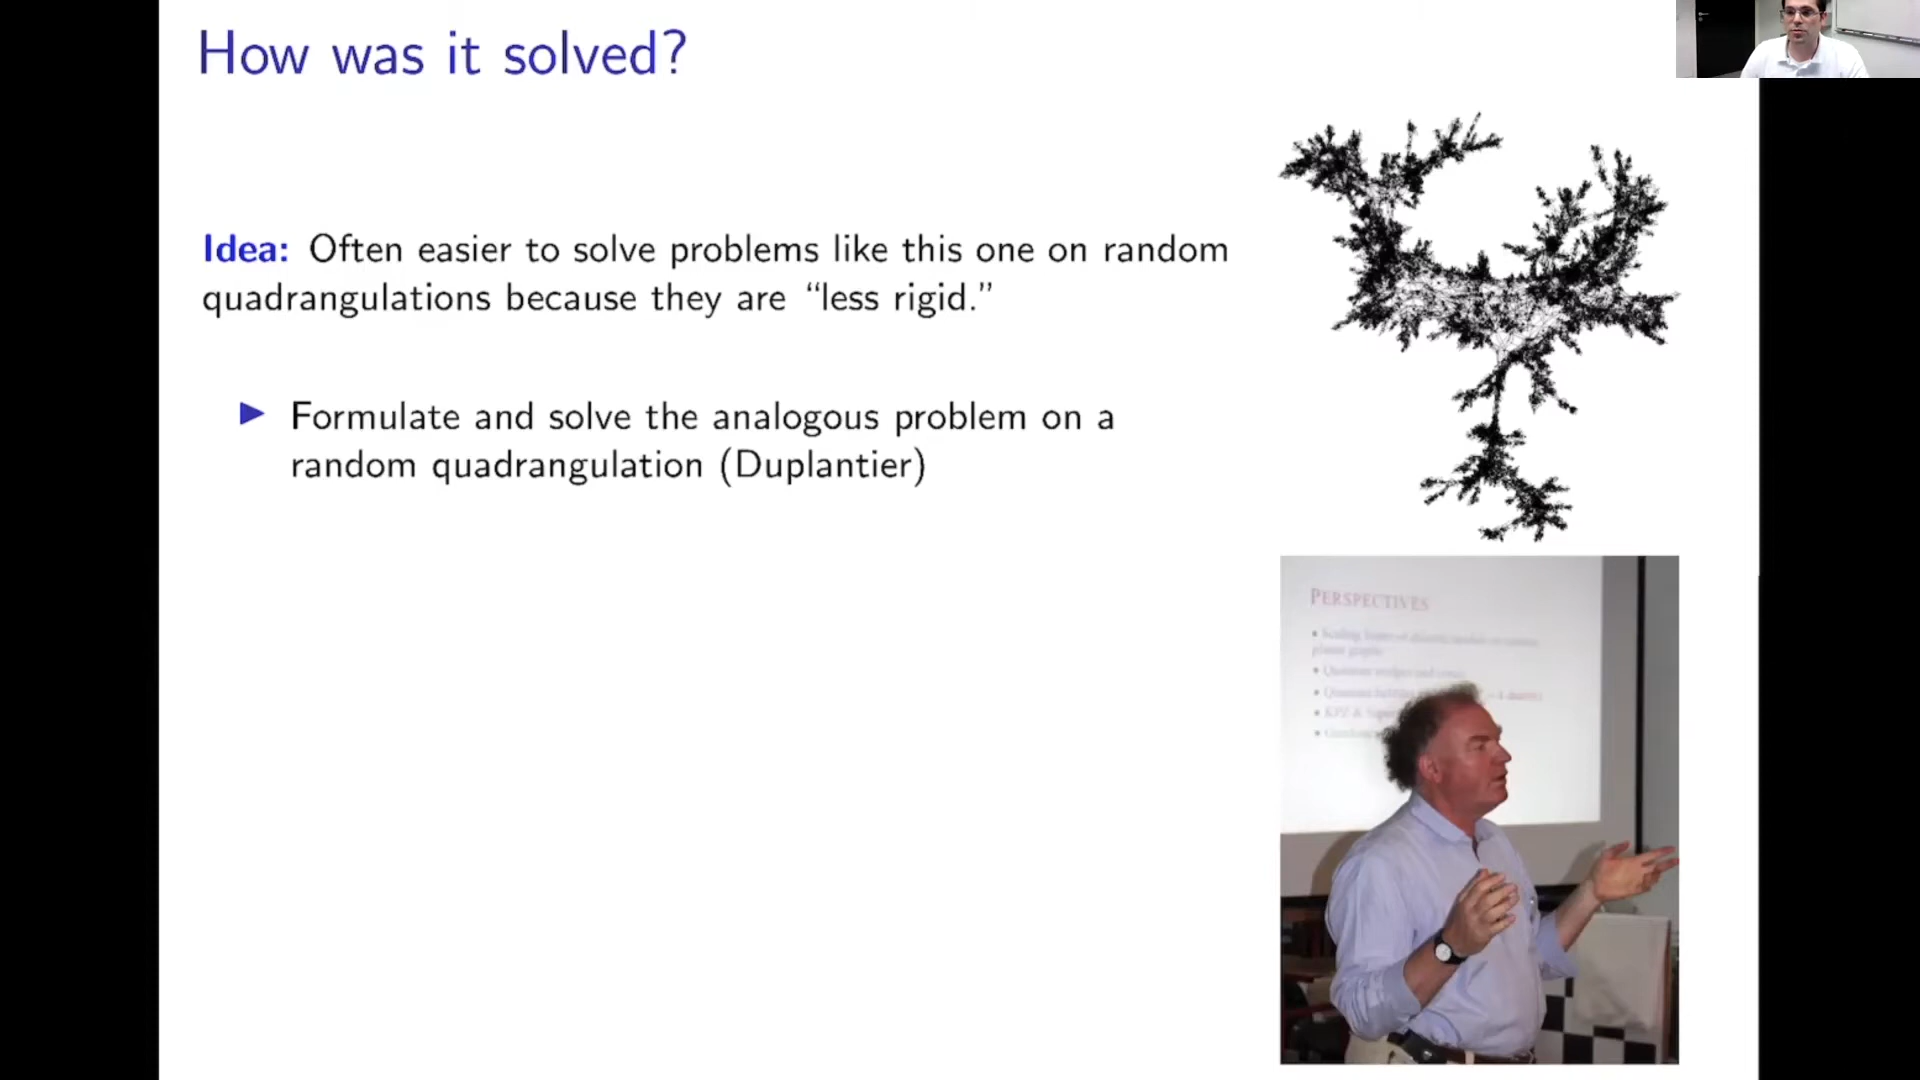 How was it solved?
Idea: Often easier to solve problems like this one on random
quadrangulations because they are “less rigid.”
Formulate and solve the analogous problem on a
random quadrangulation (Duplantier)
PERSPECTIVES